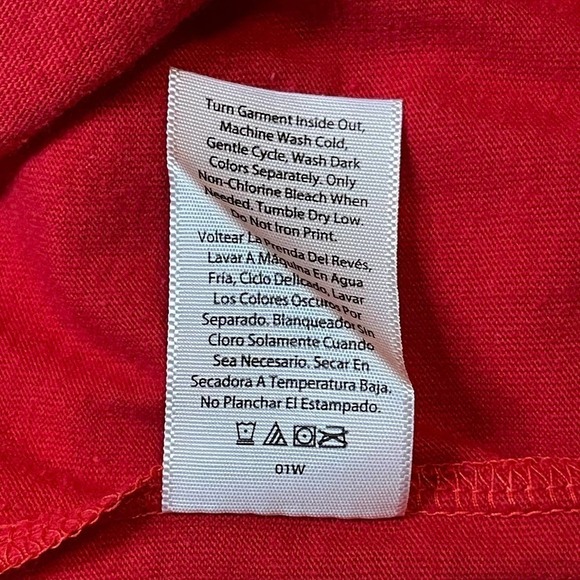 Turn Garment Inside Out,
Machine Wash Cold,
Gentle Cycle, Wash Dark
Colors Separately. Only
Non-Chlorine Bleach When
Needed. Tumble Dry Low.
Do Not Iron Print.
Voltear La Prenda Del Revés,
Lavar A Máquina En Agua
Fría, Ciclo Delicado, Lavar
Los Colores Oscuros Por
Separado. Blanqueador Sin
Cloro Solamente Cuando
Sea Necesario. Secar En
Secadora A Temperatura Baja.
No Planchar El Estampado.
01W